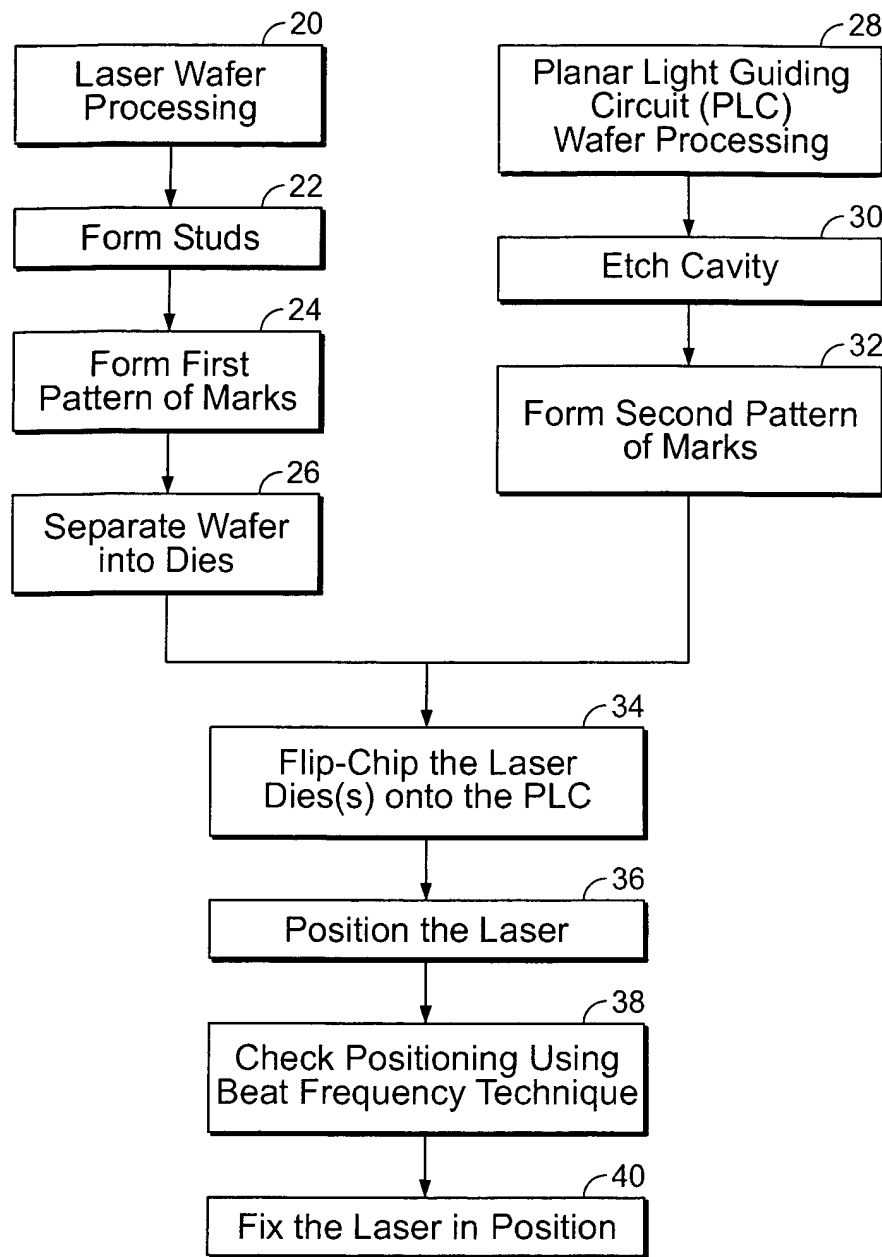 20
Laser Wafer
Processing
22
Form Studs
24
Form First
Pattern of Marks
26
Separate Wafer
into Dies
28
Planar Light Guiding
Circuit (PLC)
Wafer Processing
30
Etch Cavity
32
Form Second Pattern
of Marks
34
Flip-Chip the Laser
Dies(s) onto the PLC
36
Position the Laser
38
Check Positioning Using
Beat Frequency Technique
40
Fix the Laser in Position